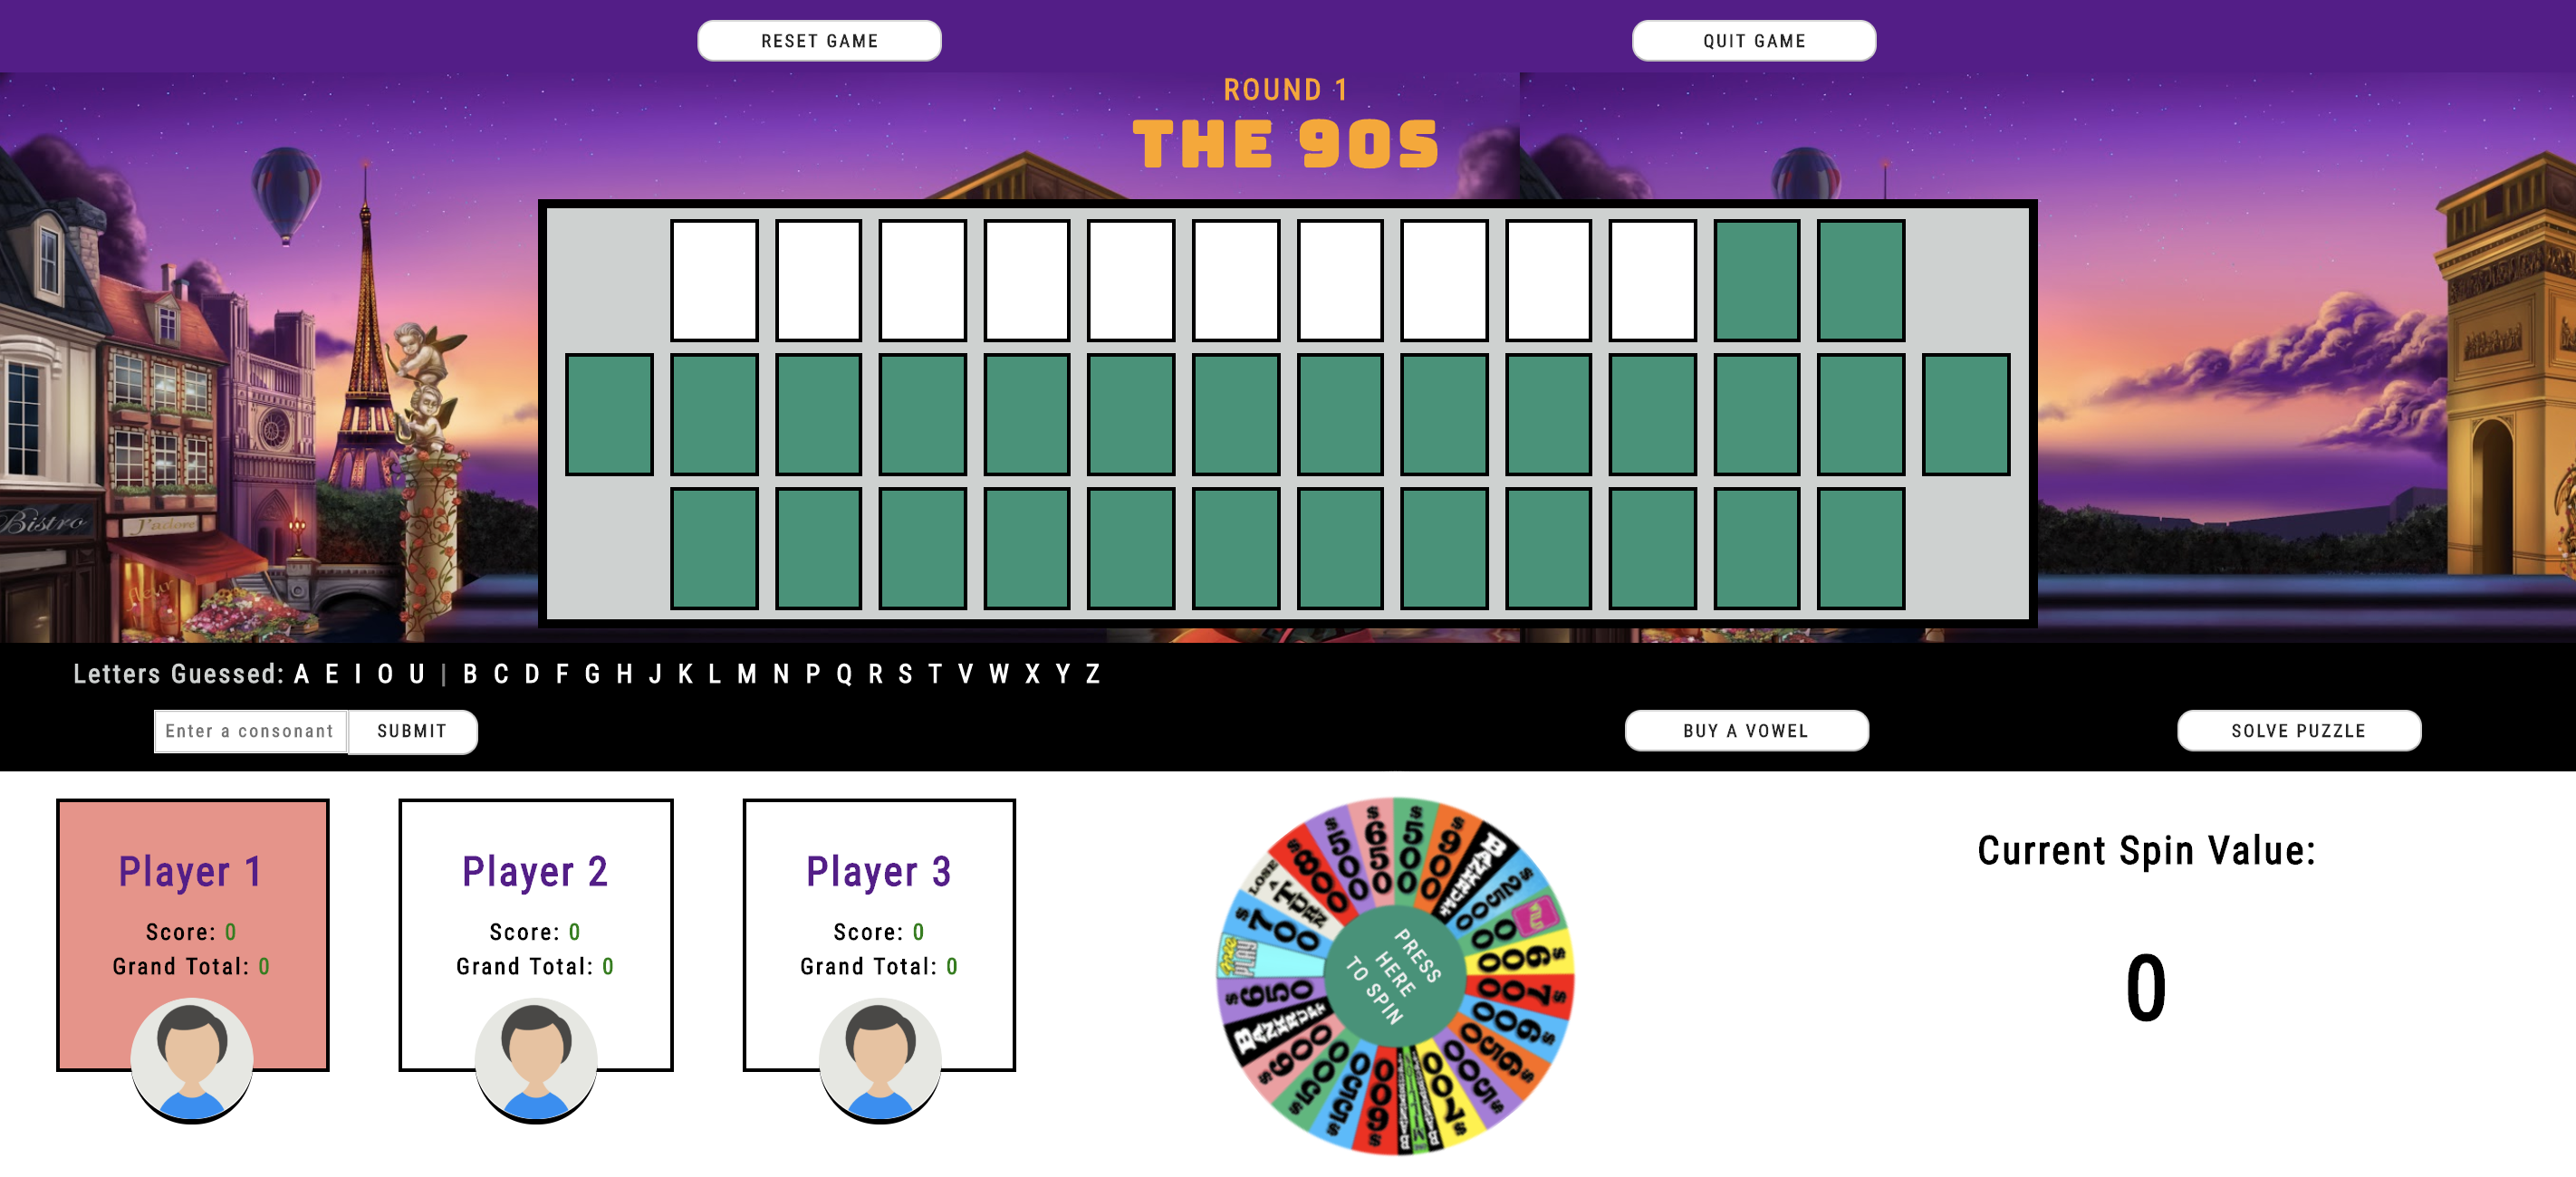 RESET GAME
QUIT GAME
ROUND 1
THE 90S
Bistro
J'adore
fleur
Letters Guessed: A E I O U | B C D F G H J K L M N P Q R S T V W X Y Z
Enter a consonant
SUBMIT
BUY A VOWEL
SOLVE PUZZLE
Player 1
Score: 0
Grand Total: 0
Player 2
Score: 0
Grand Total: 0
Player 3
Score: 0
Grand Total: 0
$500
$900
BANKRUPT
$2500
$600
$700
$600
$650
$500
$700
$600
$555
$500
$600
BANKRUPT
$650
PLAY
$700
LOSE A TURN
$800
$500
$650
PRESS
HERE
TO SPIN
Current Spin Value:
0